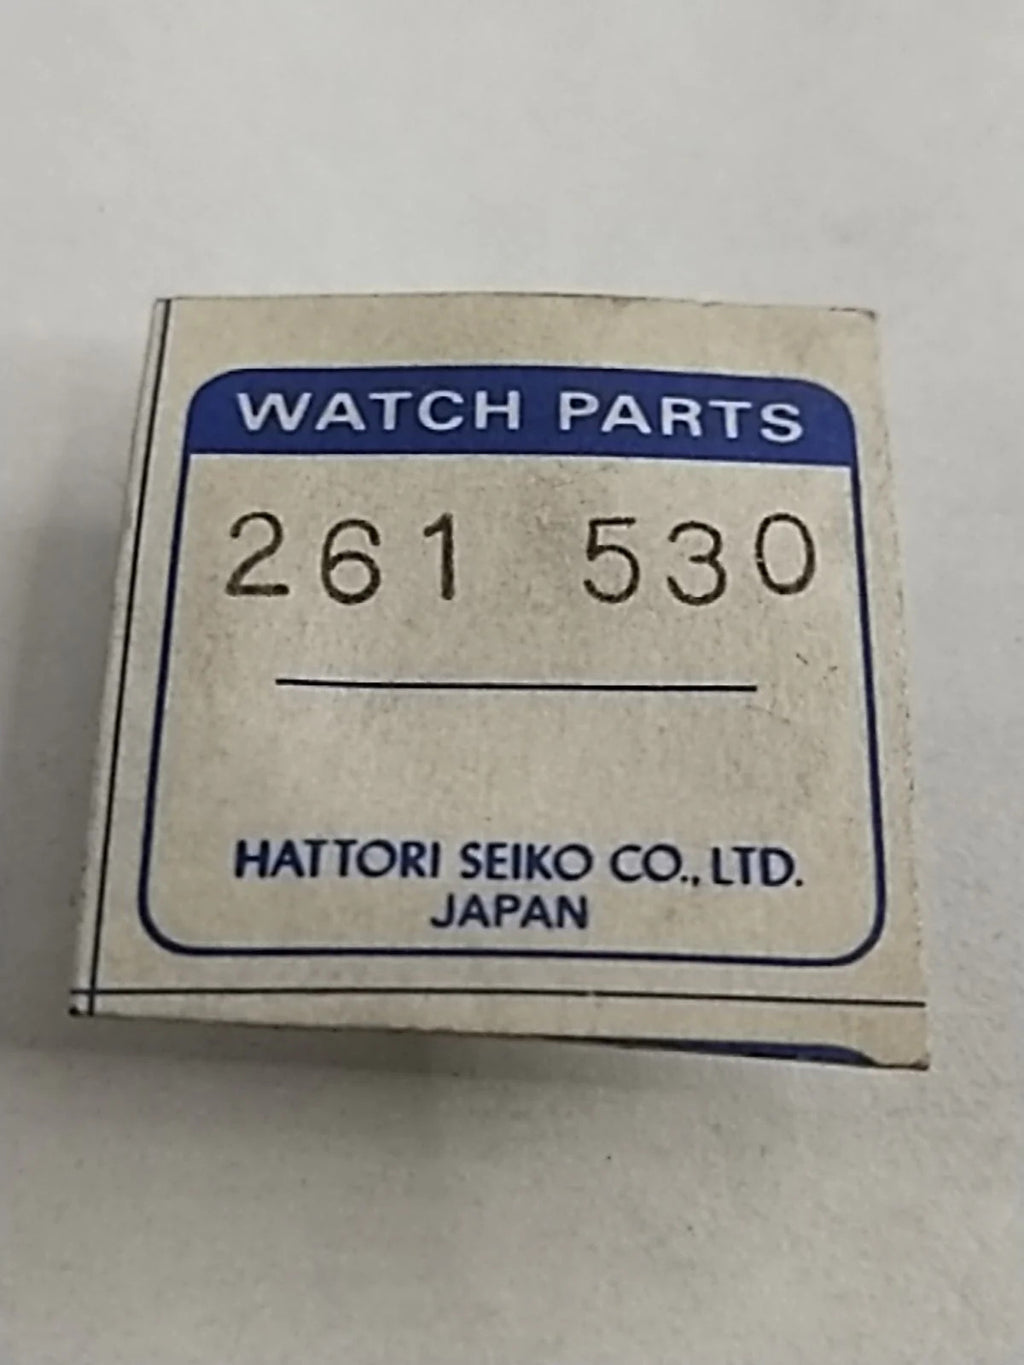 WATCH PARTS
261 530
HATTORI SEIKO CO., LTD.
JAPAN